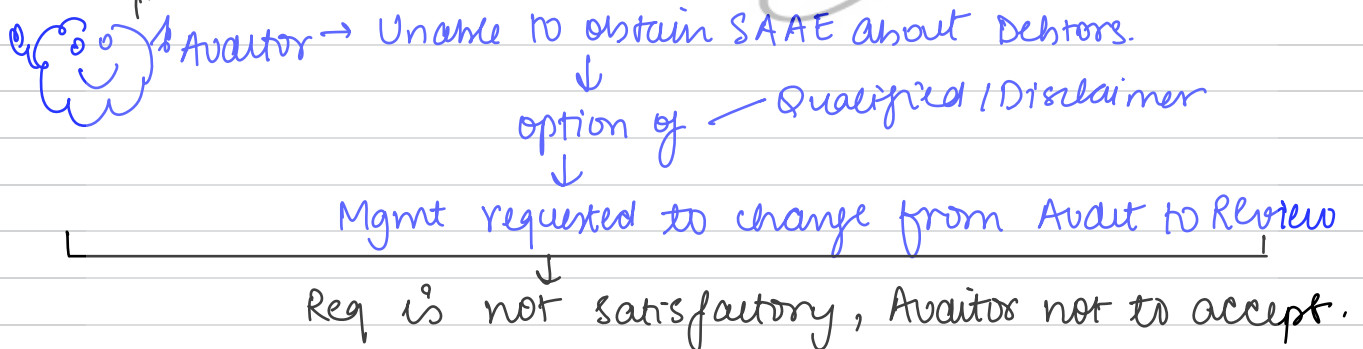 Auditor → Unable to obtain SAAE about Debtors.
↓
option of — Qualified / Disclaimer
↓
Mgmt requested to change from Audit to Review
↓
Req is not satisfactory, Auditor not to accept.